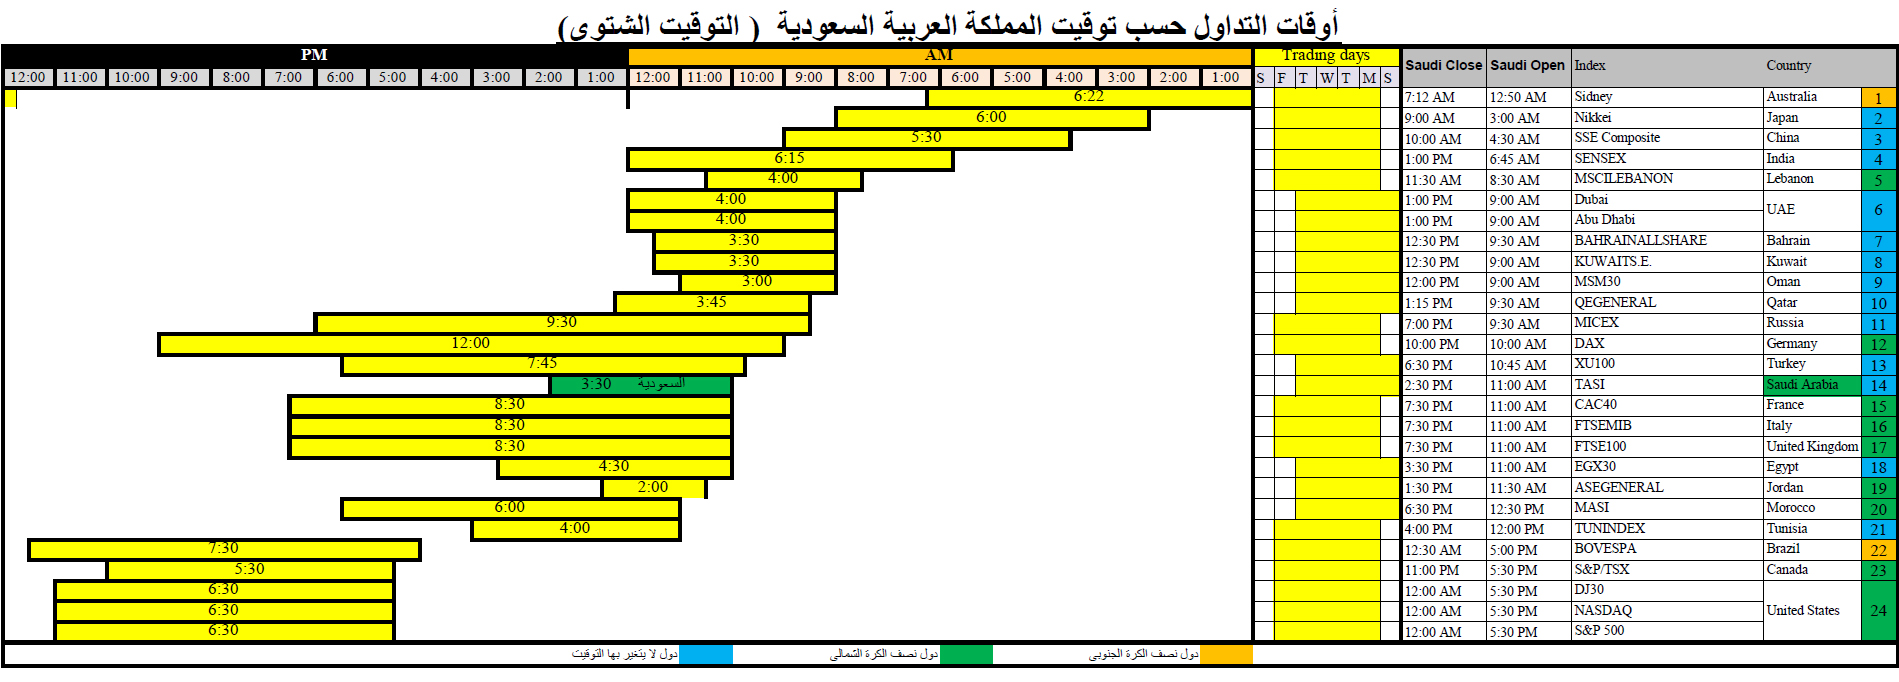 أوقات التداول حسب توقيت المملكة العربية السعودية ( التوقيت الشتوى)
PM AM Trading days Saudi Close Saudi Open Index Country
12:00 11:00 10:00 9:00 8:00 7:00 6:00 5:00 4:00 3:00 2:00 1:00 12:00 11:00 10:00 9:00 8:00 7:00 6:00 5:00 4:00 3:00 2:00 1:00 S F T W T M S
6:22 7:12 AM 12:50 AM Sidney Australia 1
6:00 9:00 AM 3:00 AM Nikkei Japan 2
5:30 10:00 AM 4:30 AM SSE Composite China 3
6:15 1:00 PM 6:45 AM SENSEX India 4
4:00 11:30 AM 8:30 AM MSCILEBANON Lebanon 5
4:00 1:00 PM 9:00 AM Dubai UAE 6
4:00 1:00 PM 9:00 AM Abu Dhabi
3:30 12:30 PM 9:30 AM BAHRAINALLSHARE Bahrain 7
3:30 12:30 PM 9:00 AM KUWAITS.E. Kuwait 8
3:00 12:00 PM 9:00 AM MSM30 Oman 9
3:45 1:15 PM 9:30 AM QEGENERAL Qatar 10
9:30 7:00 PM 9:30 AM MICEX Russia 11
12:00 10:00 PM 10:00 AM DAX Germany 12
7:45 6:30 PM 10:45 AM XU100 Turkey 13
3:30 السعودية 2:30 PM 11:00 AM TASI Saudi Arabia 14
8:30 7:30 PM 11:00 AM CAC40 France 15
8:30 7:30 PM 11:00 AM FTSEMIB Italy 16
8:30 7:30 PM 11:00 AM FTSE100 United Kingdom 17
4:30 3:30 PM 11:00 AM EGX30 Egypt 18
2:00 1:30 PM 11:30 AM ASEGENERAL Jordan 19
6:00 6:30 PM 12:30 PM MASI Morocco 20
4:00 4:00 PM 12:00 PM TUNINDEX Tunisia 21
7:30 12:30 AM 5:00 PM BOVESPA Brazil 22
5:30 11:00 PM 5:30 PM S&P/TSX Canada 23
6:30 12:00 AM 5:30 PM DJ30 United States 24
6:30 12:00 AM 5:30 PM NASDAQ
6:30 12:00 AM 5:30 PM S&P 500
دول نصف الكرة الجنوبى دول نصف الكرة الشمالى دول لا يتغير بها التوقيت